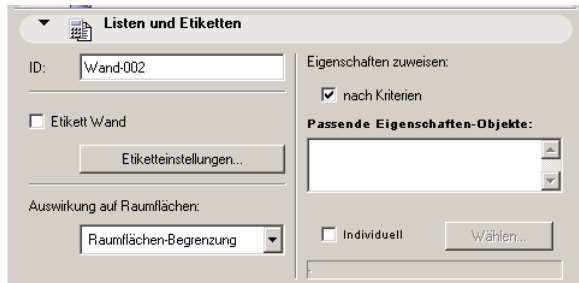 Listen und Etiketten
ID:
Wand-002
Etikett Wand
Etiketteinstellungen...
Auswirkung auf Raumflächen:
Raumflächen-Begrenzung
Eigenschaften zuweisen:
nach Kriterien
Passende Eigenschaften-Objekte:
Individuell
Wählen...
-